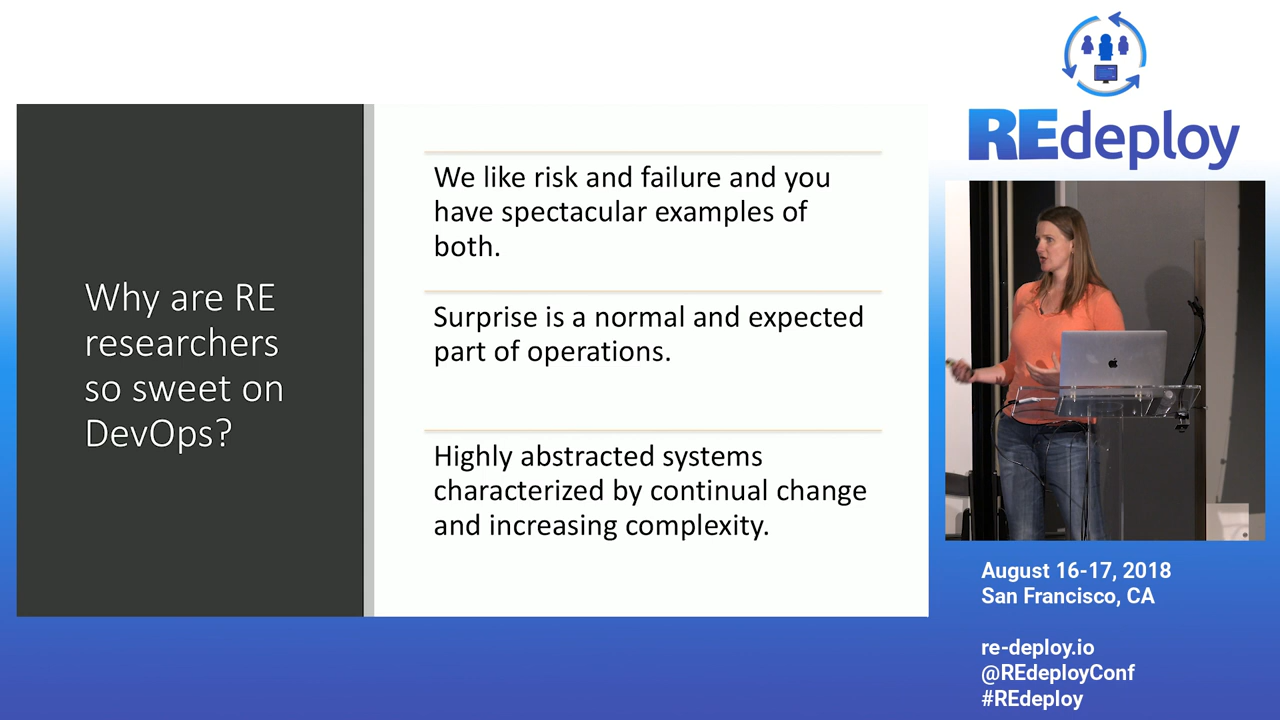 Why are RE
researchers
so sweet on
DevOps?
We like risk and failure and you
have spectacular examples of
both.
Surprise is a normal and expected
part of operations.
Highly abstracted systems
characterized by continual change
and increasing complexity.
REdeploy
August 16-17, 2018
San Francisco, CA
re-deploy.io
@REdeployConf
#REdeploy